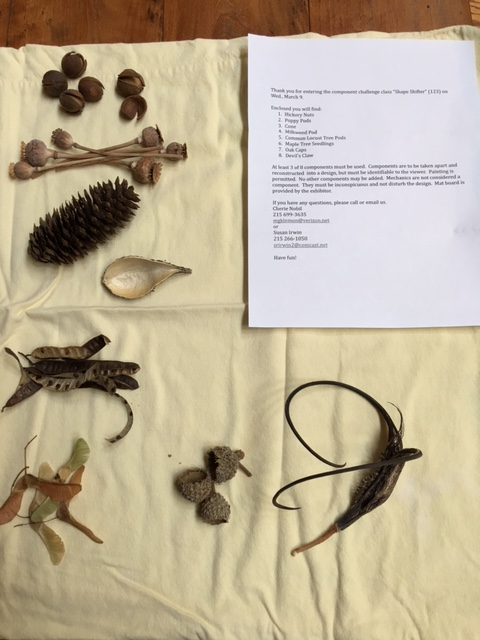 Thank you for entering the component challenge class "Shape Shifter" (123) on
Wed., March 9.
Enclosed you will find:
1. Hickory Nuts
2. Poppy Pods
3. Cone
4. Milkweed Pod
5. Common Locust Tree Pods
6. Maple Tree Seedlings
7. Oak Caps
8. Devil's Claw
At least 3 of 8 components must be used. Components are to be taken apart and
reconstructed into a design, but must be identifiable to the viewer. Painting is
permitted. No other components may be added. Mechanics are not considered a
component. They must be inconspicuous and not disturb the design. Mat board is
provided by the exhibitor.
If you have any questions, please call or email us.
Cherie Nobil
215 699-3635
or
Susan Irwin
215 266-1050
srirwin2@comcast.net
Have fun!